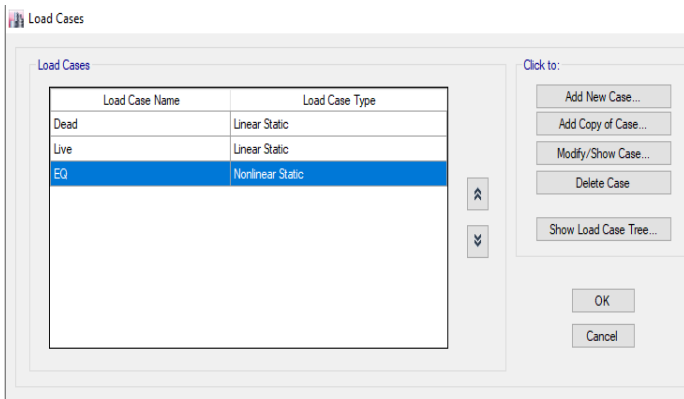 Load Cases
Load Cases
Load Case Name Load Case Type
Dead Linear Static
Live Linear Static
EQ Nonlinear Static
Click to:
Add New Case...
Add Copy of Case...
Modify/Show Case...
Delete Case
Show Load Case Tree...
OK
Cancel